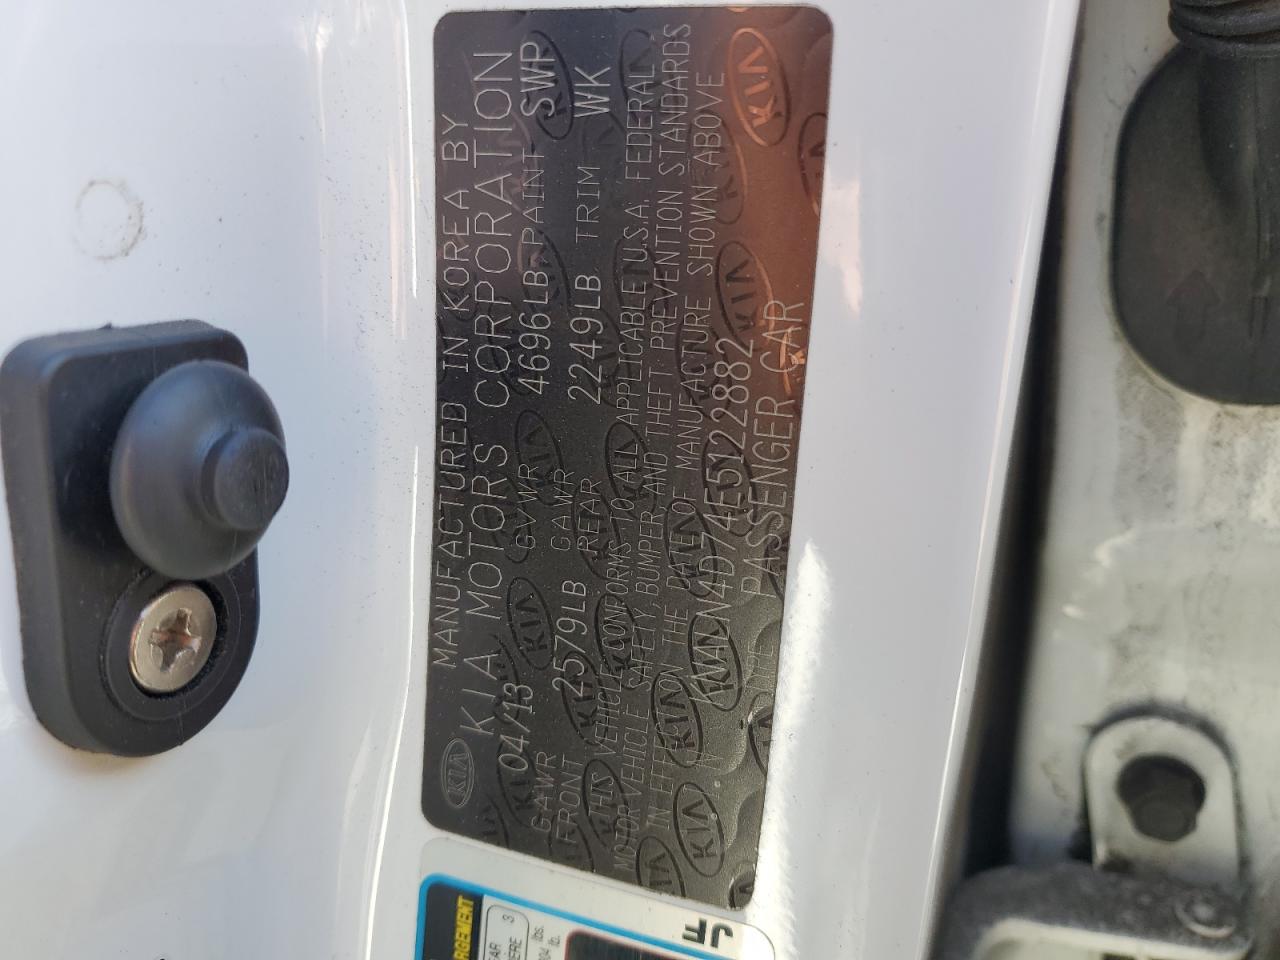 MANUFACTURED IN KOREA BY
KIA KIA MOTORS CORPORATION
04/13 GVWR 4696LB PAINT SWP
GAWR FRONT 2579LB GAWR REAR 2249LB TRIM WK
THIS VEHICLE CONFORMS TO ALL APPLICABLE U.S.A. FEDERAL
MOTOR VEHICLE SAFETY, BUMPER, AND THEFT PREVENTION STANDARDS
IN EFFECT ON THE DATE OF MANUFACTURE SHOWN ABOVE
PASSENGER CAR
JF